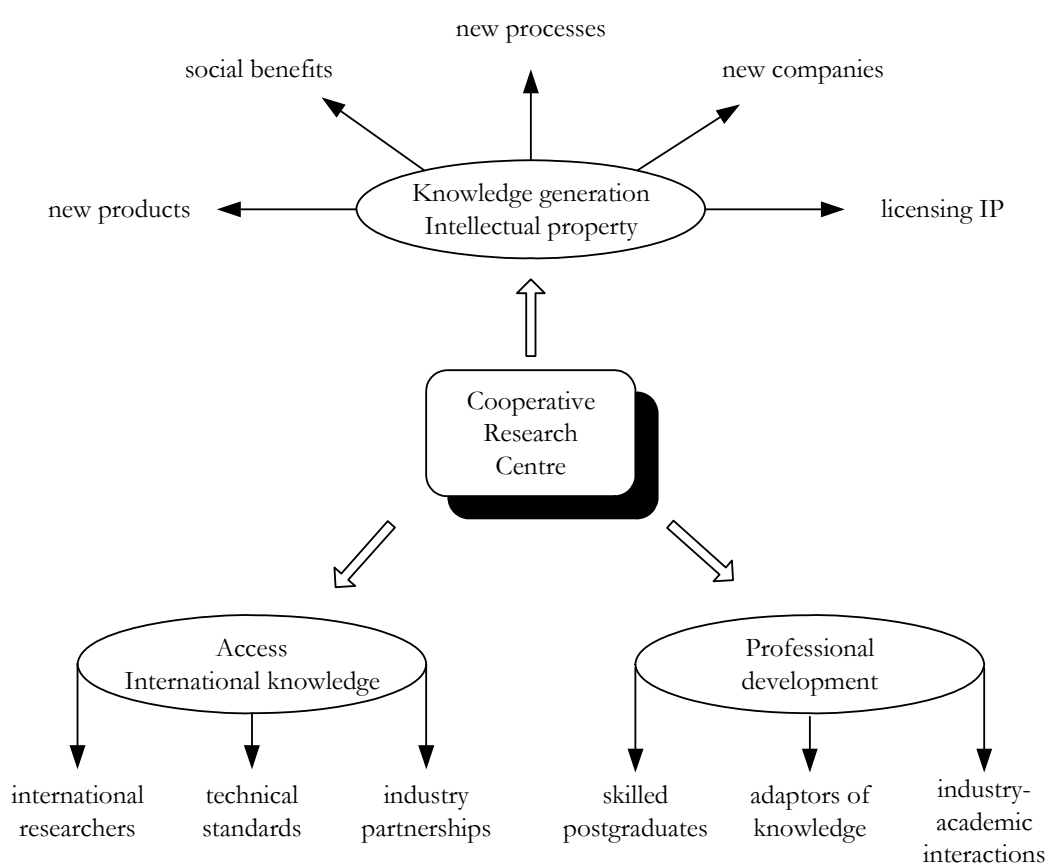 new processes
social benefits
new companies
new products
Knowledge generation
Intellectual property
licensing IP
Cooperative
Research
Centre
Access
International knowledge
Professional
development
international
researchers
technical
standards
industry
partnerships
skilled
postgraduates
adaptors of
knowledge
industry-
academic
interactions